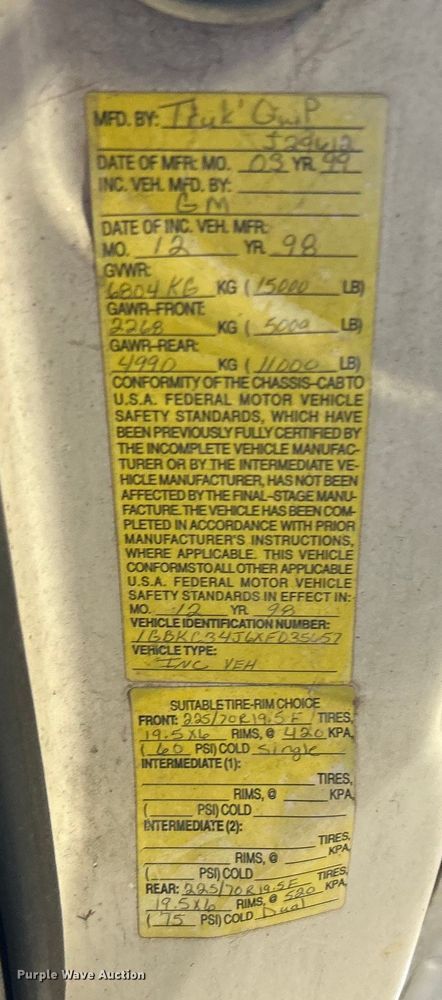 MFD. BY: Truk' Quip
J29612
DATE OF MFR: MO. 03 YR. 99
INC. VEH. MFD. BY:
GM
DATE OF INC. VEH. MFR:
MO. 12 YR. 98
GVWR:
6804 KG KG ( 15000 LB)
GAWR-FRONT:
2268 KG ( 5000 LB)
GAWR-REAR:
4990 KG ( 11000 LB)
CONFORMITY OF THE CHASSIS-CAB TO
U.S.A. FEDERAL MOTOR VEHICLE
SAFETY STANDARDS, WHICH HAVE
BEEN PREVIOUSLY FULLY CERTIFIED BY
THE INCOMPLETE VEHICLE MANUFAC-
TURER OR BY THE INTERMEDIATE VE-
HICLE MANUFACTURER, HAS NOT BEEN
AFFECTED BY THE FINAL-STAGE MANU-
FACTURE. THE VEHICLE HAS BEEN COM-
PLETED IN ACCORDANCE WITH PRIOR
MANUFACTURER'S INSTRUCTIONS,
WHERE APPLICABLE. THIS VEHICLE
CONFORMS TO ALL OTHER APPLICABLE
U.S.A. FEDERAL MOTOR VEHICLE
SAFETY STANDARDS IN EFFECT IN:
MO. 12 YR. 98
VEHICLE IDENTIFICATION NUMBER:
1GBKC34J6XF035657
VEHICLE TYPE:
INC VEH
SUITABLE TIRE-RIM CHOICE
FRONT: 225/70R19.5F TIRES,
19.5X6 RIMS, @ 420 KPA,
( 60 PSI) COLD single
INTERMEDIATE (1):
TIRES,
RIMS, @ KPA,
( PSI) COLD
INTERMEDIATE (2):
TIRES,
RIMS, @ KPA,
( PSI) COLD
REAR: 225/70R19.5F TIRES,
19.5X6 RIMS, @ 520 KPA,
( 75 PSI) COLD Dual
Purple Wave Auction